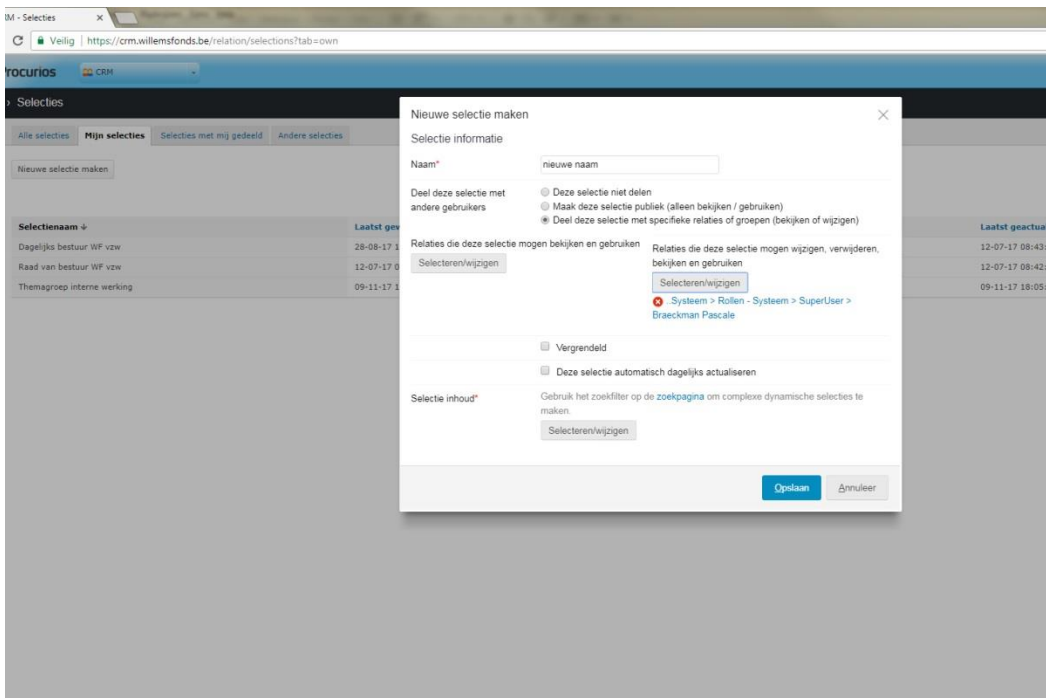 IM - Selecties
Veilig | https://crm.willemsfonds.be/relation/selections?tab=own
Procurios CRM
› Selecties
Alle selecties Mijn selecties Selecties met mij gedeeld Andere selecties
Nieuwe selectie maken
Selectienaam Laatst gew Laatst geactua
Dagelijks bestuur WF vzw 28-08-17 1 12-07-17 08:43:
Raad van bestuur WF vzw 12-07-17 0 12-07-17 08:42:
Themagroep interne werking 09-11-17 1 09-11-17 18:05:
Nieuwe selectie maken
Selectie informatie
Naam* nieuwe naam
Deel deze selectie met
andere gebruikers
Deze selectie niet delen
Maak deze selectie publiek (alleen bekijken / gebruiken)
Deel deze selectie met specifieke relaties of groepen (bekijken of wijzigen)
Relaties die deze selectie mogen bekijken en gebruiken
Selecteren/wijzigen
Relaties die deze selectie mogen wijzigen, verwijderen,
bekijken en gebruiken
Selecteren/wijzigen
..Systeem > Rollen - Systeem > SuperUser >
Braeckman Pascale
Vergrendeld
Deze selectie automatisch dagelijks actualiseren
Selectie inhoud*
Gebruik het zoekfilter op de zoekpagina om complexe dynamische selecties te
maken.
Selecteren/wijzigen
Opslaan Annuleer